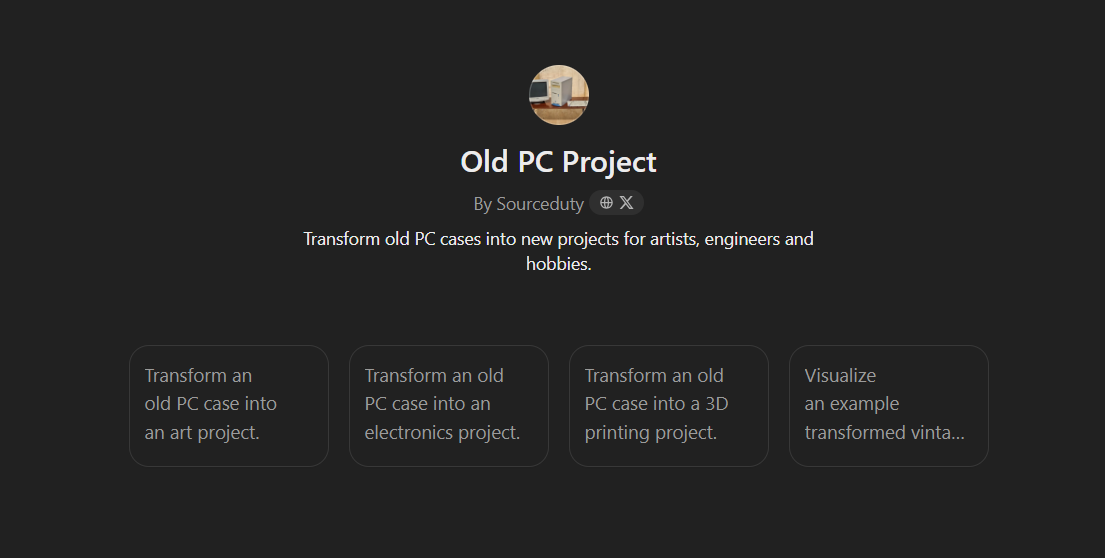 Old PC Project
By Sourceduty
Transform old PC cases into new projects for artists, engineers and
hobbies.
Transform an
old PC case into
an art project.
Transform an old
PC case into an
electronics project.
Transform an old
PC case into a 3D
printing project.
Visualize
an example
transformed vinta...